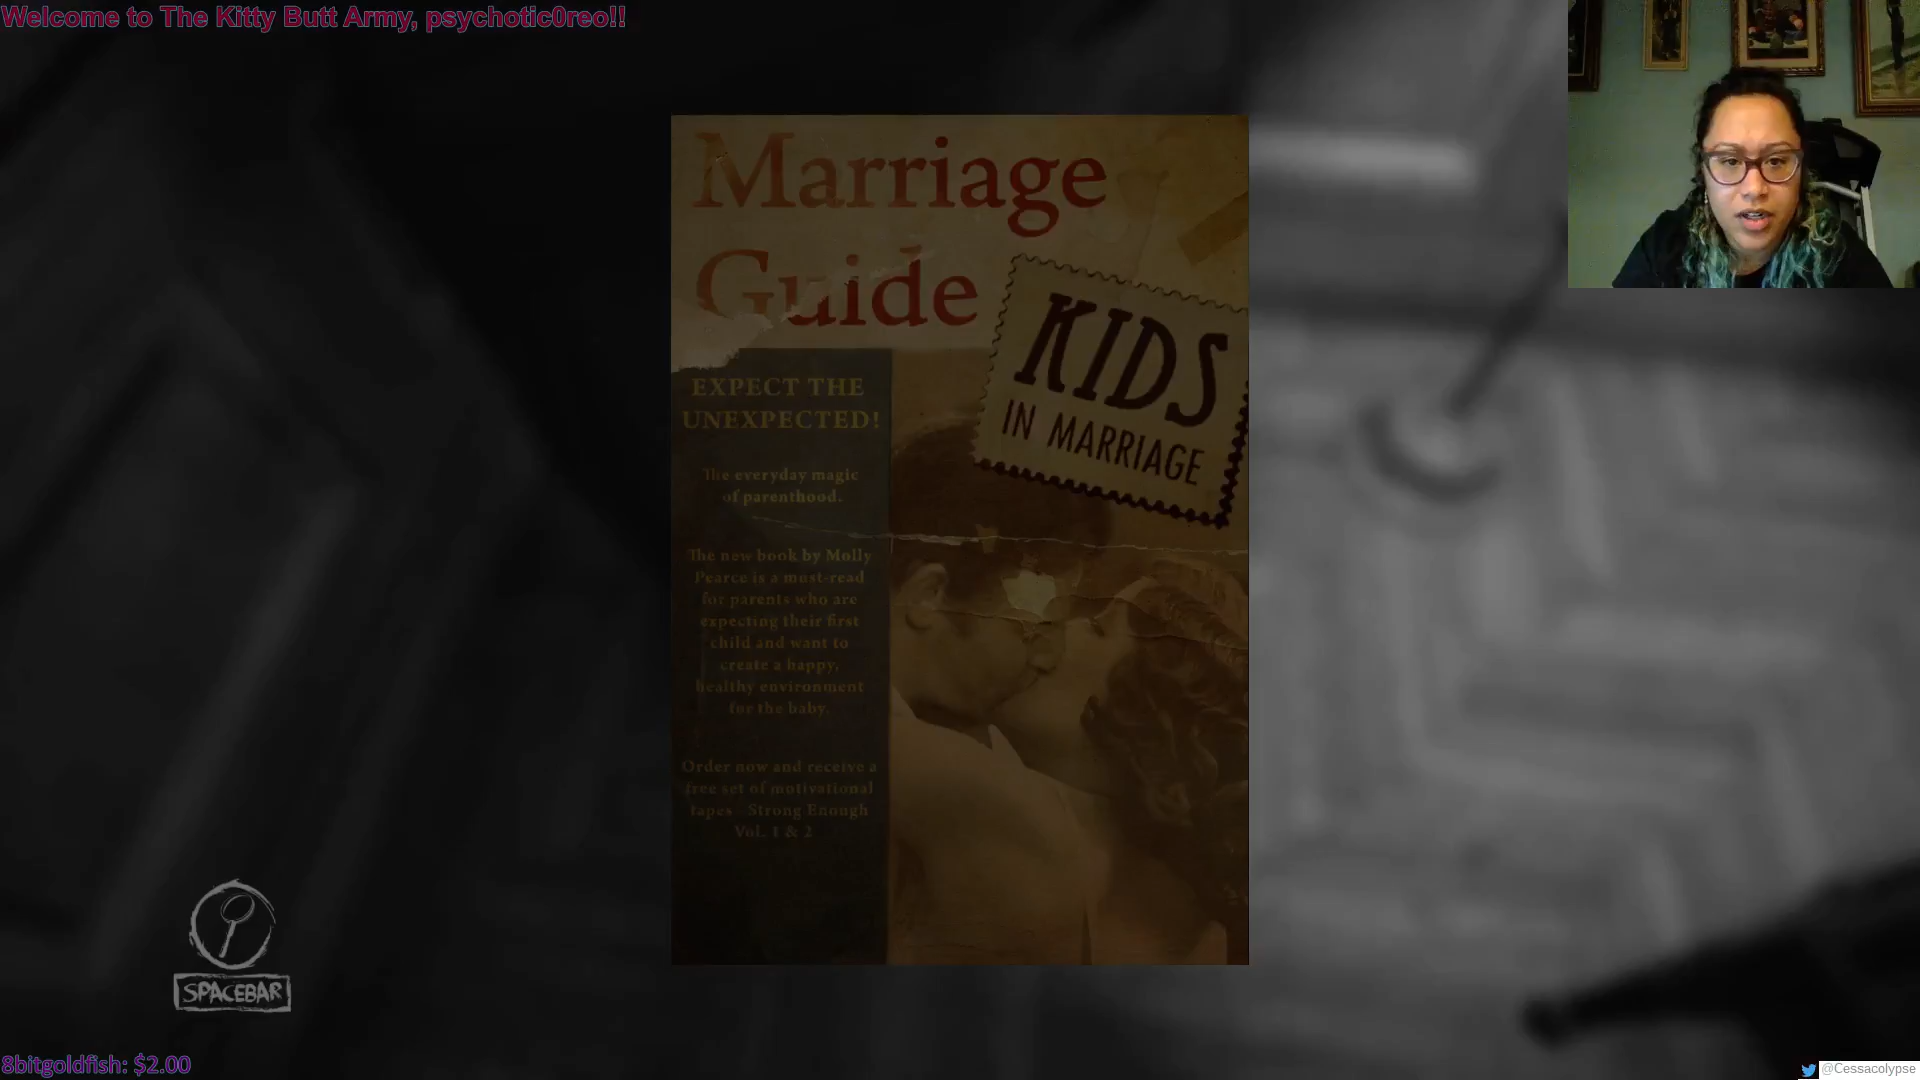 Welcome to The Kitty Butt Army, psychotic0reo!!
Marriage
Guide
KIDS
IN MARRIAGE
EXPECT THE
UNEXPECTED!
The everyday magic
of parenthood.
The new book by Molly
Pearce is a must-read
for parents who are
expecting their first
child and want to
create a happy,
healthy environment
for the baby.
Order now and receive a
free set of motivational
tapes - Strong Enough
Vol. 1 & 2
SPACEBAR
8bitgoldfish: $2.00
@Cessacolypse